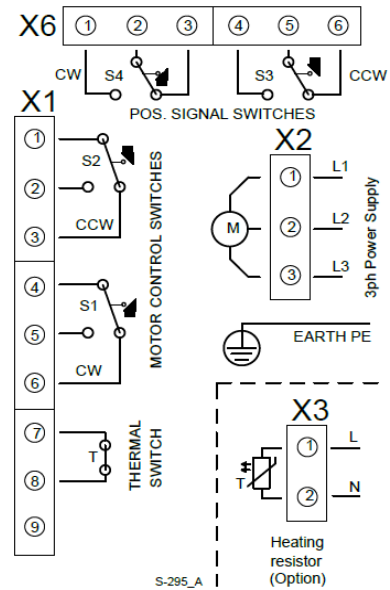 X6 1 2 3 4 5 6
CW S4 S3 CCW
POS. SIGNAL SWITCHES
X1
1
S2
2
CCW
3
4
S1
5
CW
6
MOTOR CONTROL SWITCHES
7
T
8
9
THERMAL
SWITCH
X2
1 L1
M 2 L2
3 L3
3ph Power Supply
EARTH PE
X3
1 L
T
2 N
Heating
resistor
(Option)
S-295_A